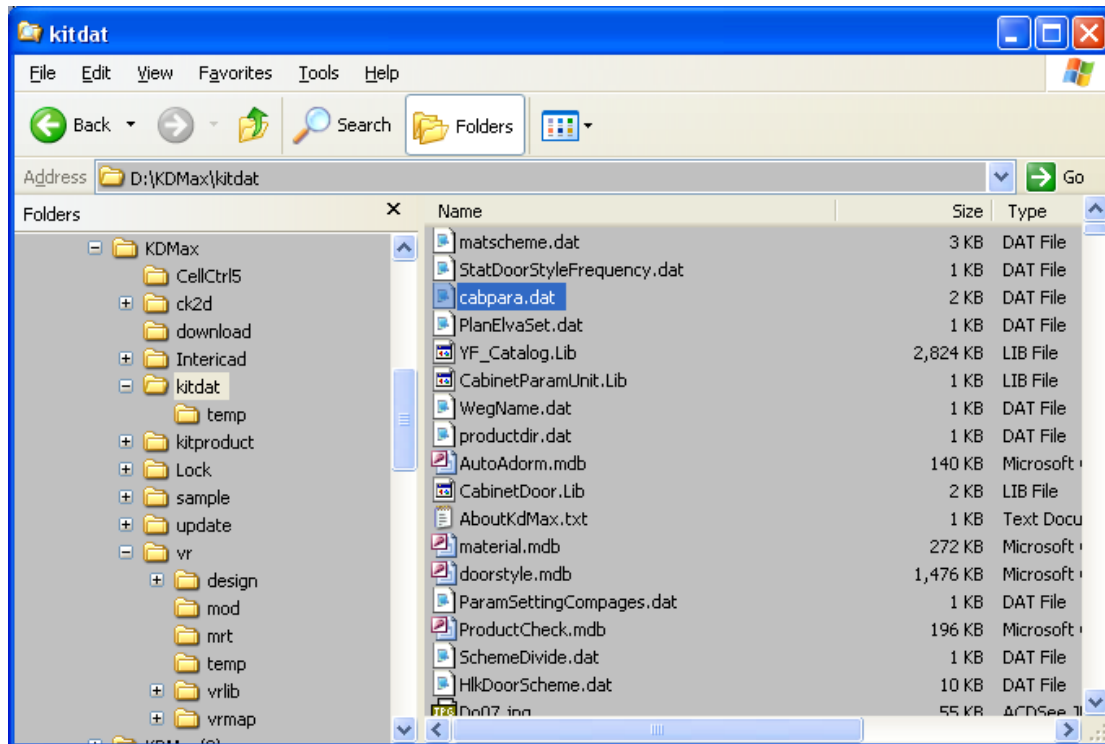 kitdat
File Edit View Favorites Tools Help
Back Search Folders
Address D:\KDMax\kitdat Go
Folders
KDMax
CellCtrl5
ck2d
download
Intericad
kitdat
temp
kitproduct
Lock
sample
update
vr
design
mod
mrt
temp
vrlib
vrmap
Name Size Type
matscheme.dat 3 KB DAT File
StatDoorStyleFrequency.dat 1 KB DAT File
cabpara.dat 2 KB DAT File
PlanElvaSet.dat 1 KB DAT File
YF_Catalog.Lib 2,824 KB LIB File
CabinetParamUnit.Lib 1 KB LIB File
WegName.dat 1 KB DAT File
productdir.dat 1 KB DAT File
AutoAdorm.mdb 140 KB Microsoft
CabinetDoor.Lib 2 KB LIB File
AboutKdMax.txt 1 KB Text Docu
material.mdb 272 KB Microsoft
doorstyle.mdb 1,476 KB Microsoft
ParamSettingCompages.dat 1 KB DAT File
ProductCheck.mdb 196 KB Microsoft
SchemeDivide.dat 1 KB DAT File
HlkDoorScheme.dat 10 KB DAT File
Do07.jpg 55 KB ACDSee